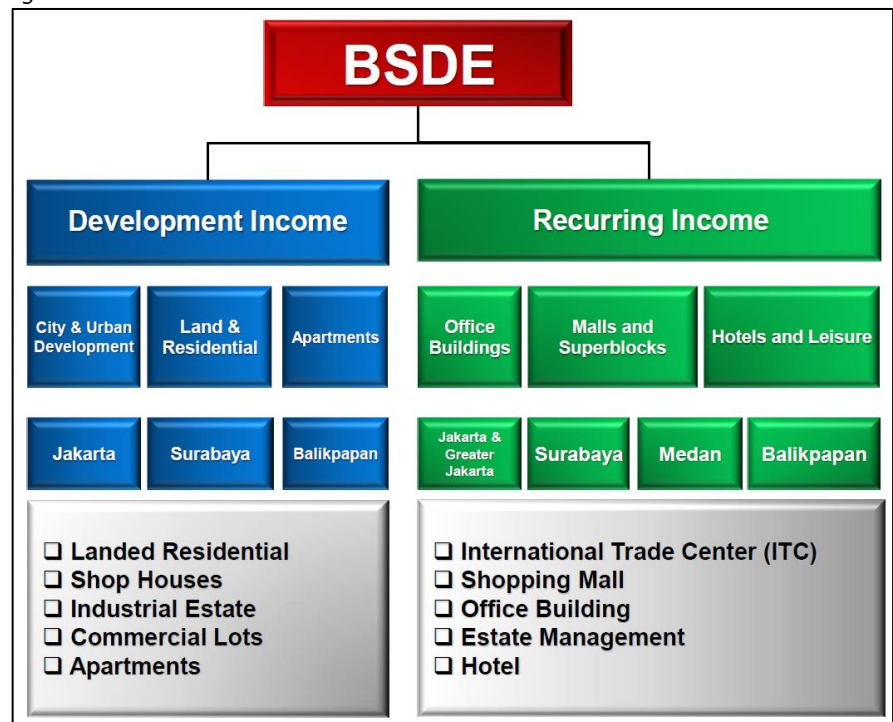 BSDE
Development Income
Recurring Income
City & Urban
Development
Land &
Residential
Apartments
Office
Buildings
Malls and
Superblocks
Hotels and Leisure
Jakarta
Surabaya
Balikpapan
Jakarta &
Greater
Jakarta
Surabaya
Medan
Balikpapan
❑ Landed Residential
❑ Shop Houses
❑ Industrial Estate
❑ Commercial Lots
❑ Apartments
❑ International Trade Center (ITC)
❑ Shopping Mall
❑ Office Building
❑ Estate Management
❑ Hotel